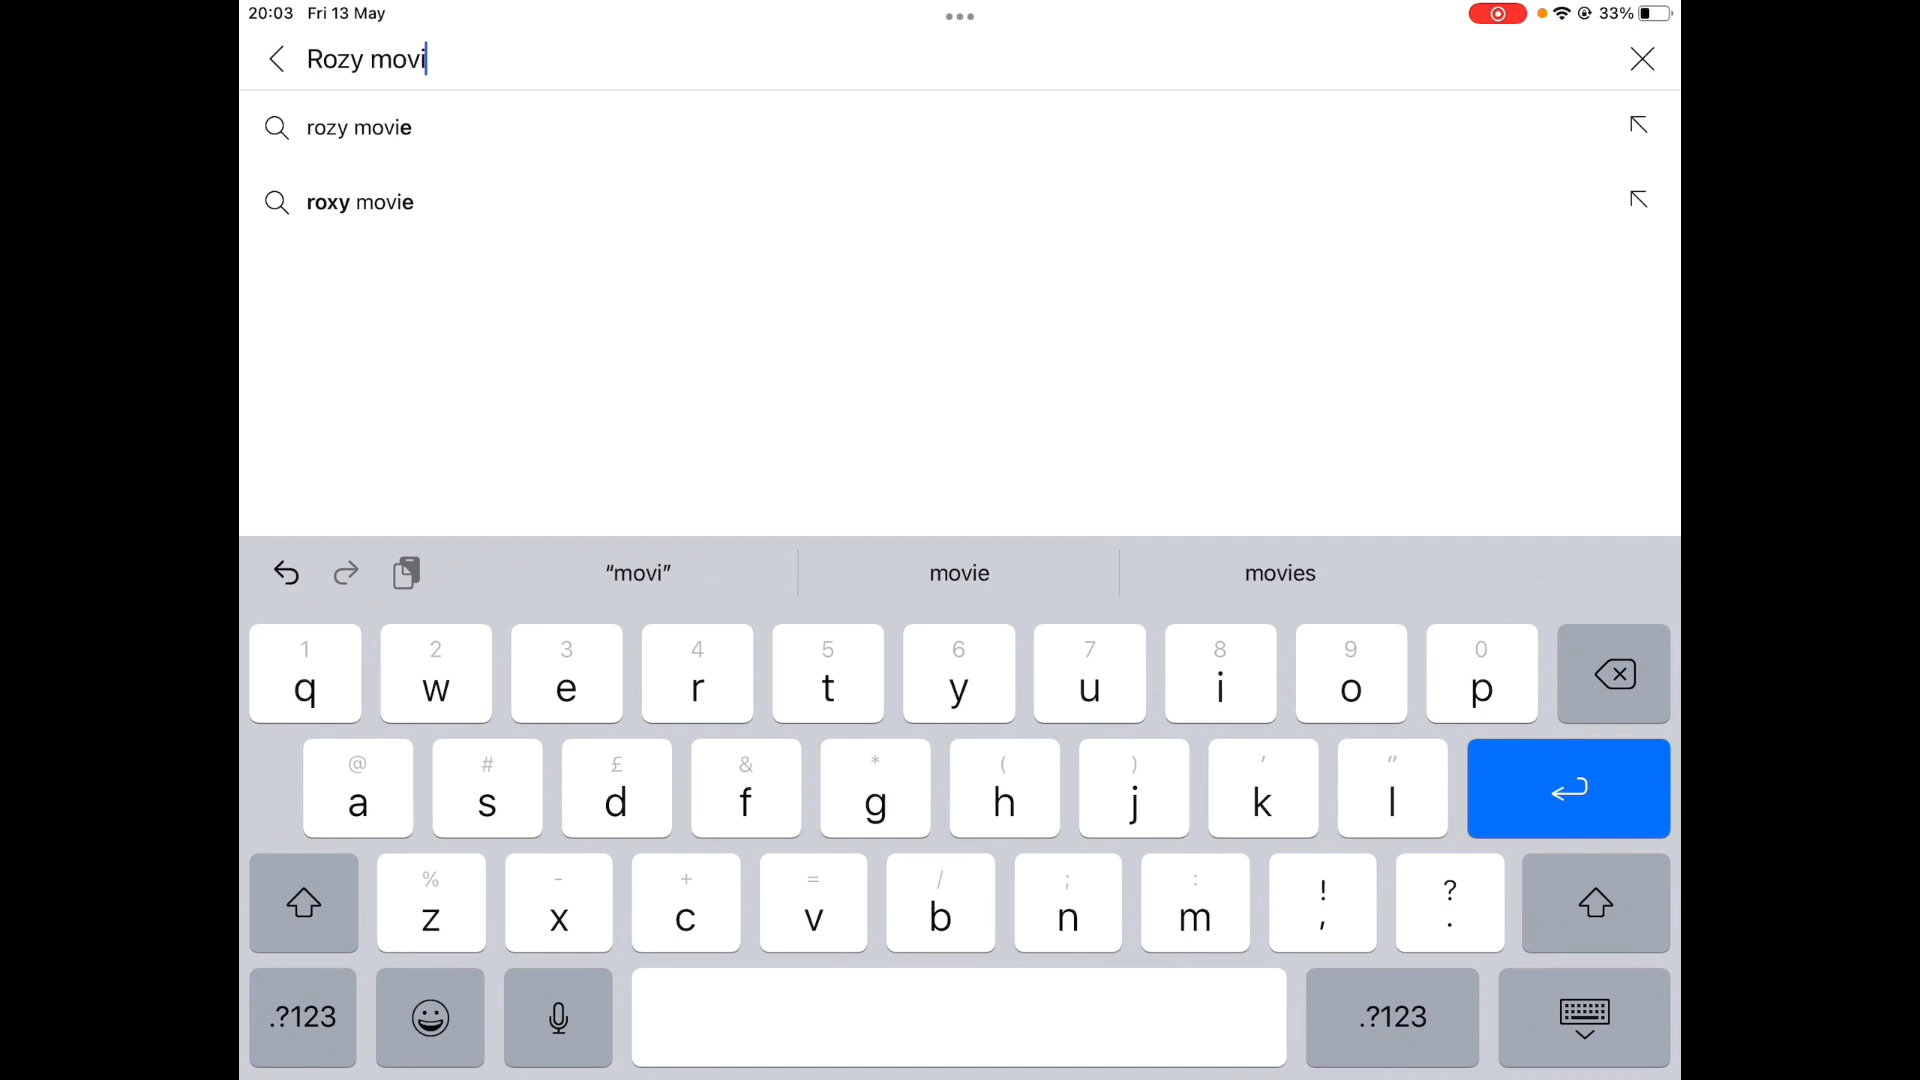 20:03 Fri 13 May 33%
Rozy movi
rozy movie
roxy movie
“movi” movie movies
1 2 3 4 5 6 7 8 9 0
q w e r t y u i o p
@ # £ & * ( ) ' "
a s d f g h j k l
% - + c = / ; : ! ?
z x c v b n m , .
.?123 .?123